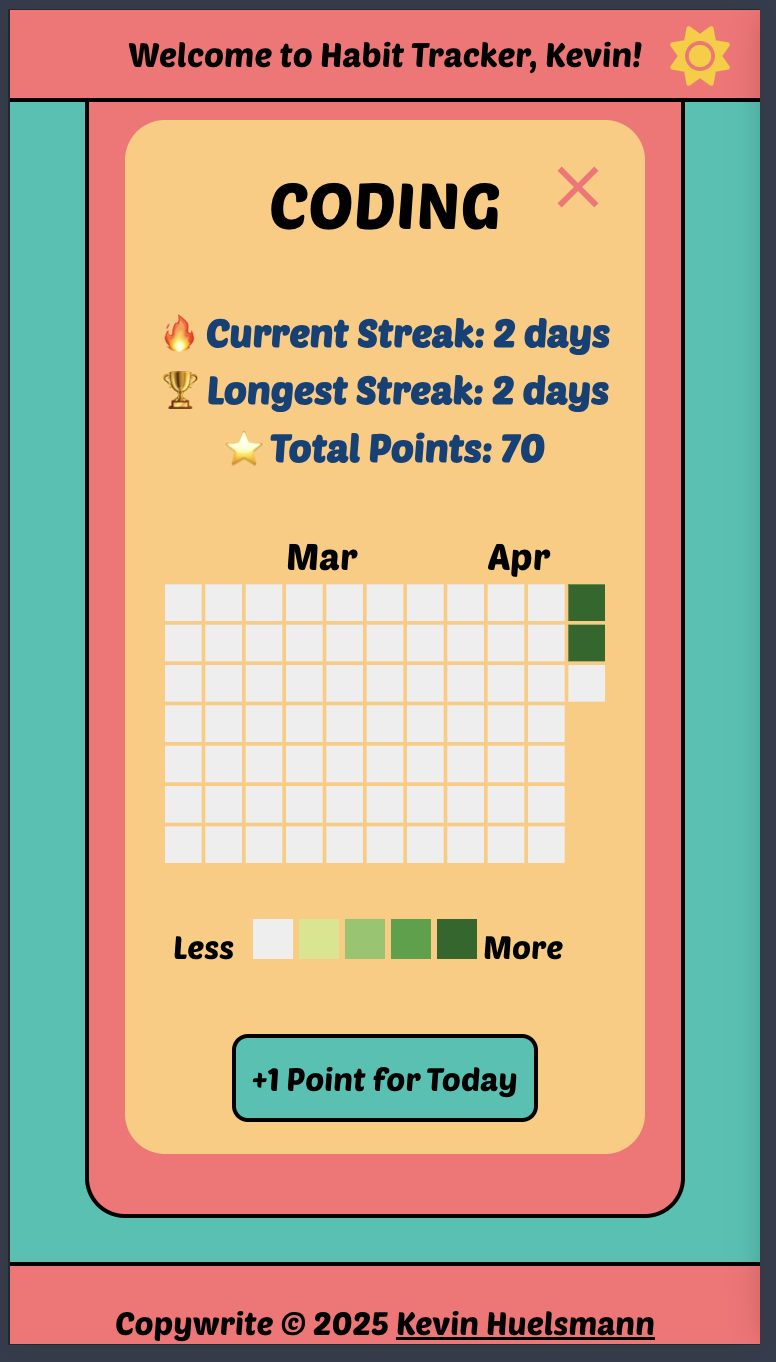 Welcome to Habit Tracker, Kevin!
CODING
🔥 Current Streak: 2 days
🏆 Longest Streak: 2 days
⭐ Total Points: 70
Mar Apr
Less More
+1 Point for Today
Copywrite © 2025 Kevin Huelsmann